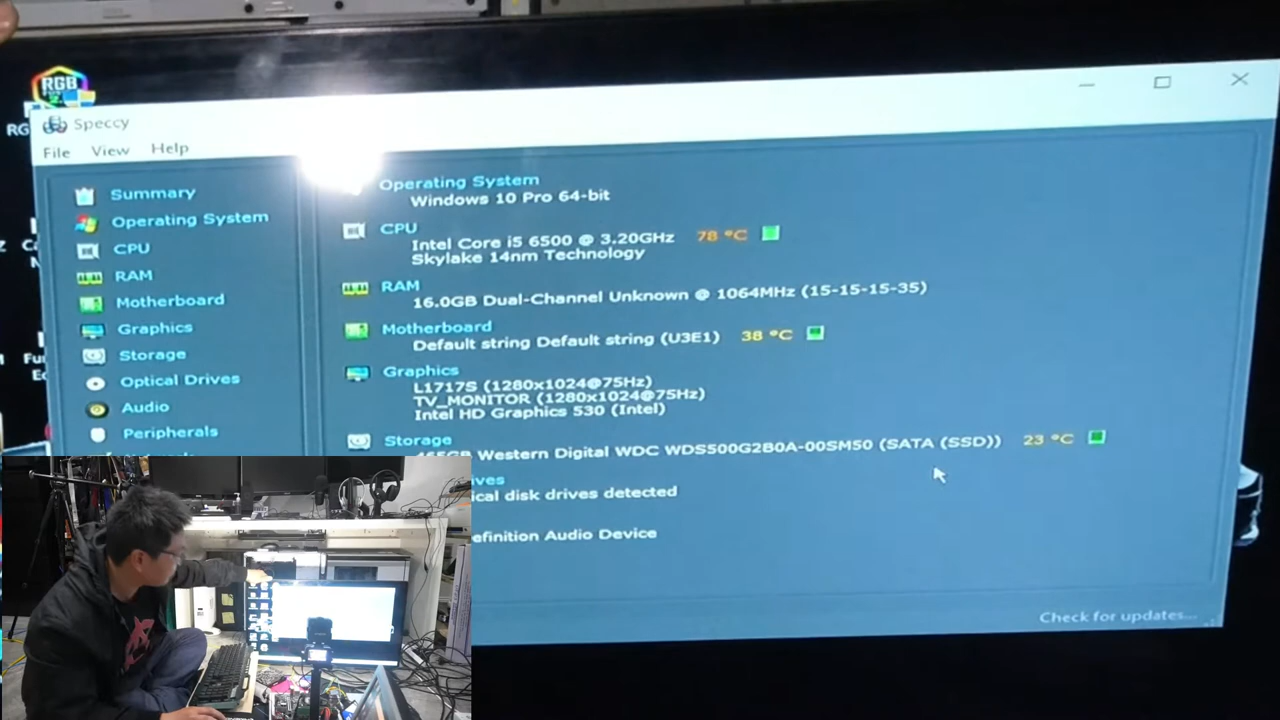 RGB
Speccy
File View Help
Summary
Operating System
CPU
RAM
Motherboard
Graphics
Storage
Optical Drives
Audio
Peripherals
Operating System
Windows 10 Pro 64-bit
CPU
Intel Core i5 6500 @ 3.20GHz 78 °C
Skylake 14nm Technology
RAM
16.0GB Dual-Channel Unknown @ 1064MHz (15-15-15-35)
Motherboard
Default string Default string (U3E1) 38 °C
Graphics
L1717S (1280x1024@75Hz)
TV_MONITOR (1280x1024@75Hz)
Intel HD Graphics 530 (Intel)
Storage
465GB Western Digital WDC WDS500G2B0A-00SM50 (SATA (SSD)) 23 °C
ves
ical disk drives detected
efinition Audio Device
Check for updates...